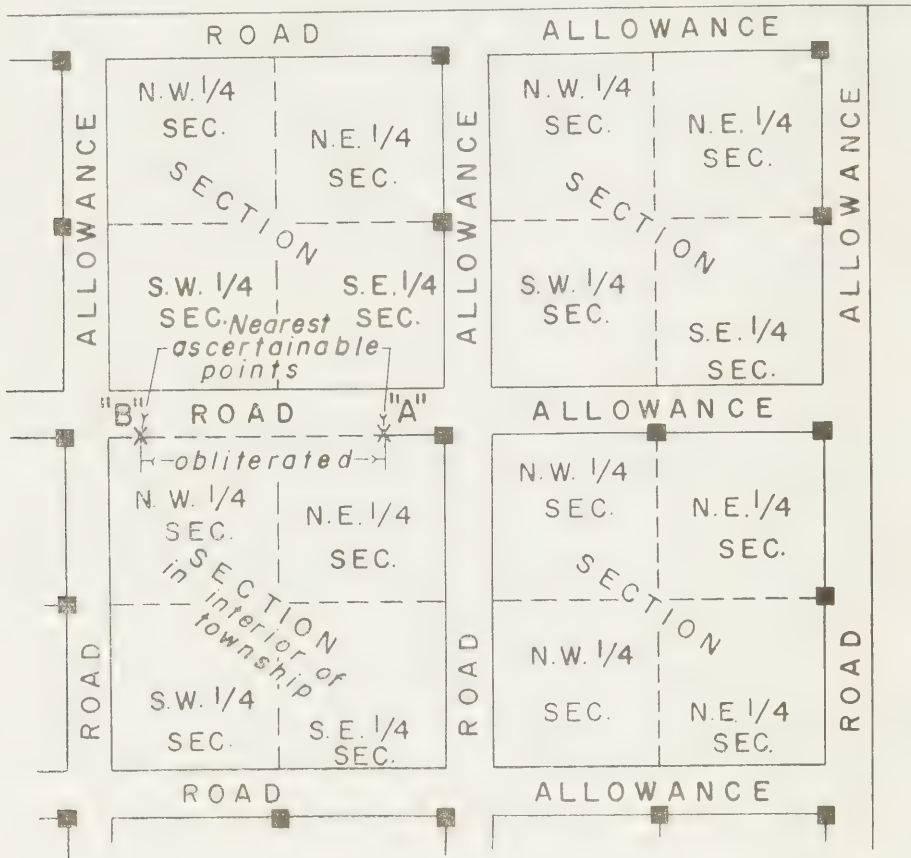 ROAD ALLOWANCE
N.W. 1/4
SEC.
N.E. 1/4
SEC.
SECTION
S.W. 1/4
SEC.
S.E. 1/4
SEC.
N.W. 1/4
SEC.
N.E. 1/4
SEC.
SECTION
S.W. 1/4
SEC.
S.E. 1/4
SEC.
ALLOWANCE
ALLOWANCE
ALLOWANCE
Nearest
ascertainable
points
"B" ROAD "A" ALLOWANCE
obliterated
N.W. 1/4
SEC.
N.E. 1/4
SEC.
SECTION
in interior of
township
S.W. 1/4
SEC.
S.E. 1/4
SEC.
N.W. 1/4
SEC.
N.E. 1/4
SEC.
SECTION
N.W. 1/4
SEC.
N.E. 1/4
SEC.
ROAD
ROAD
ROAD
ROAD ALLOWANCE